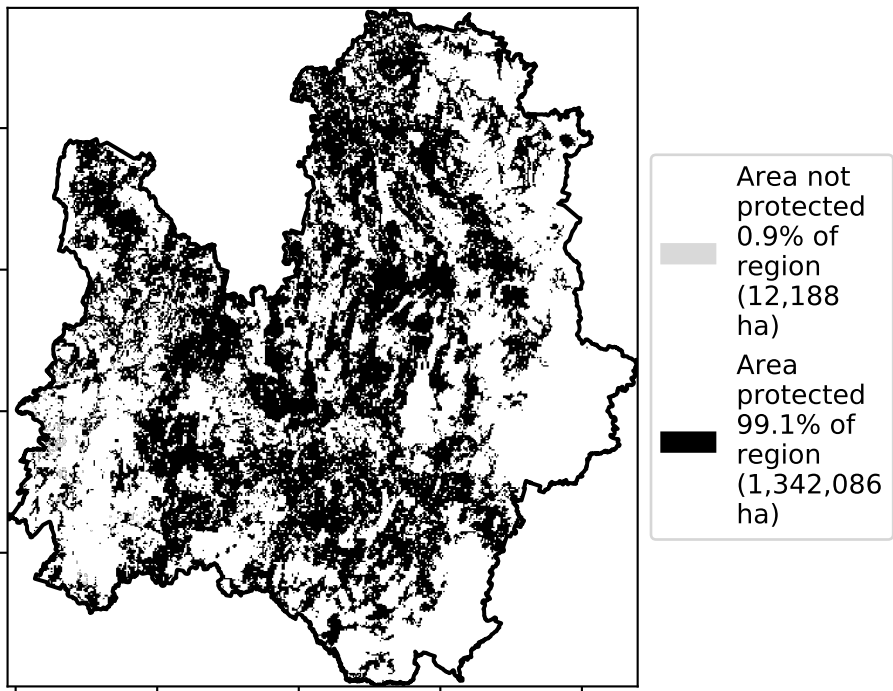 Area not
protected
0.9% of
region
(12,188
ha)
Area
protected
99.1% of
region
(1,342,086
ha)